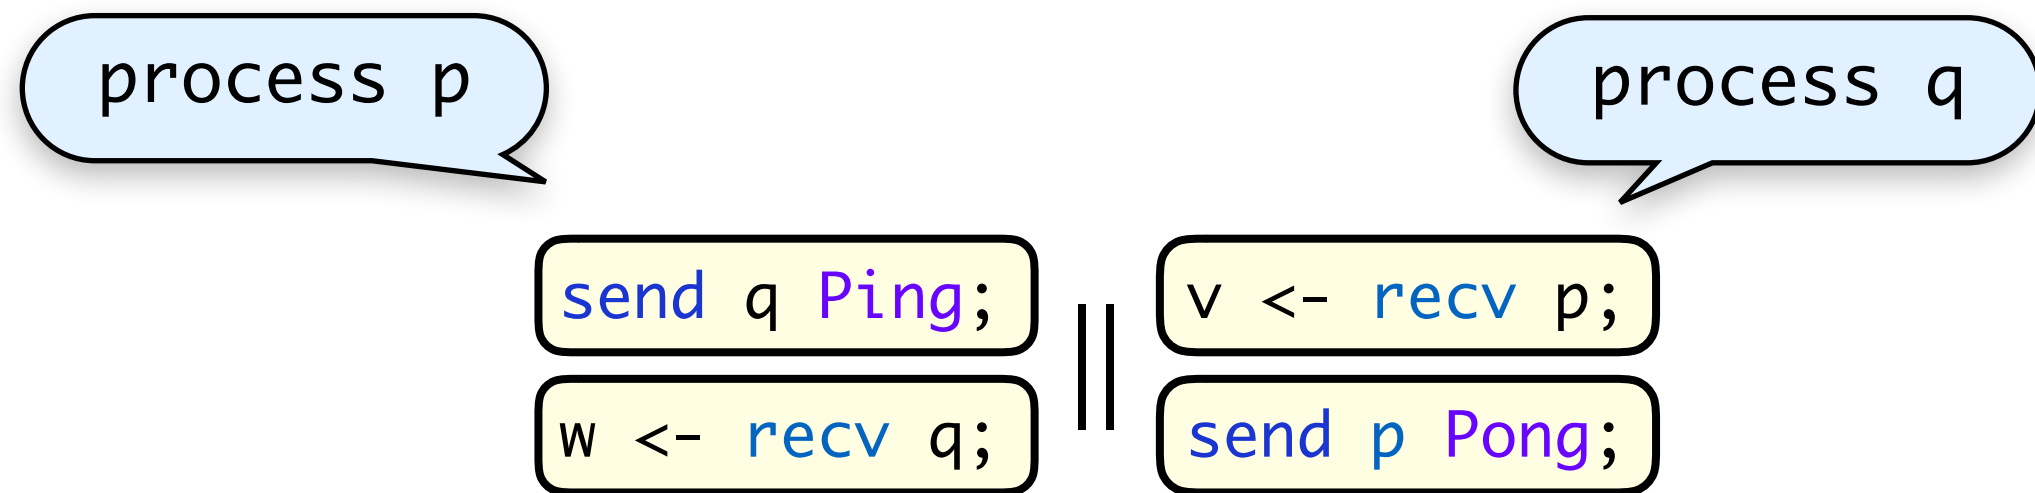 process p
process q
send q Ping;
w <- recv q;
||
v <- recv p;
send p Pong;